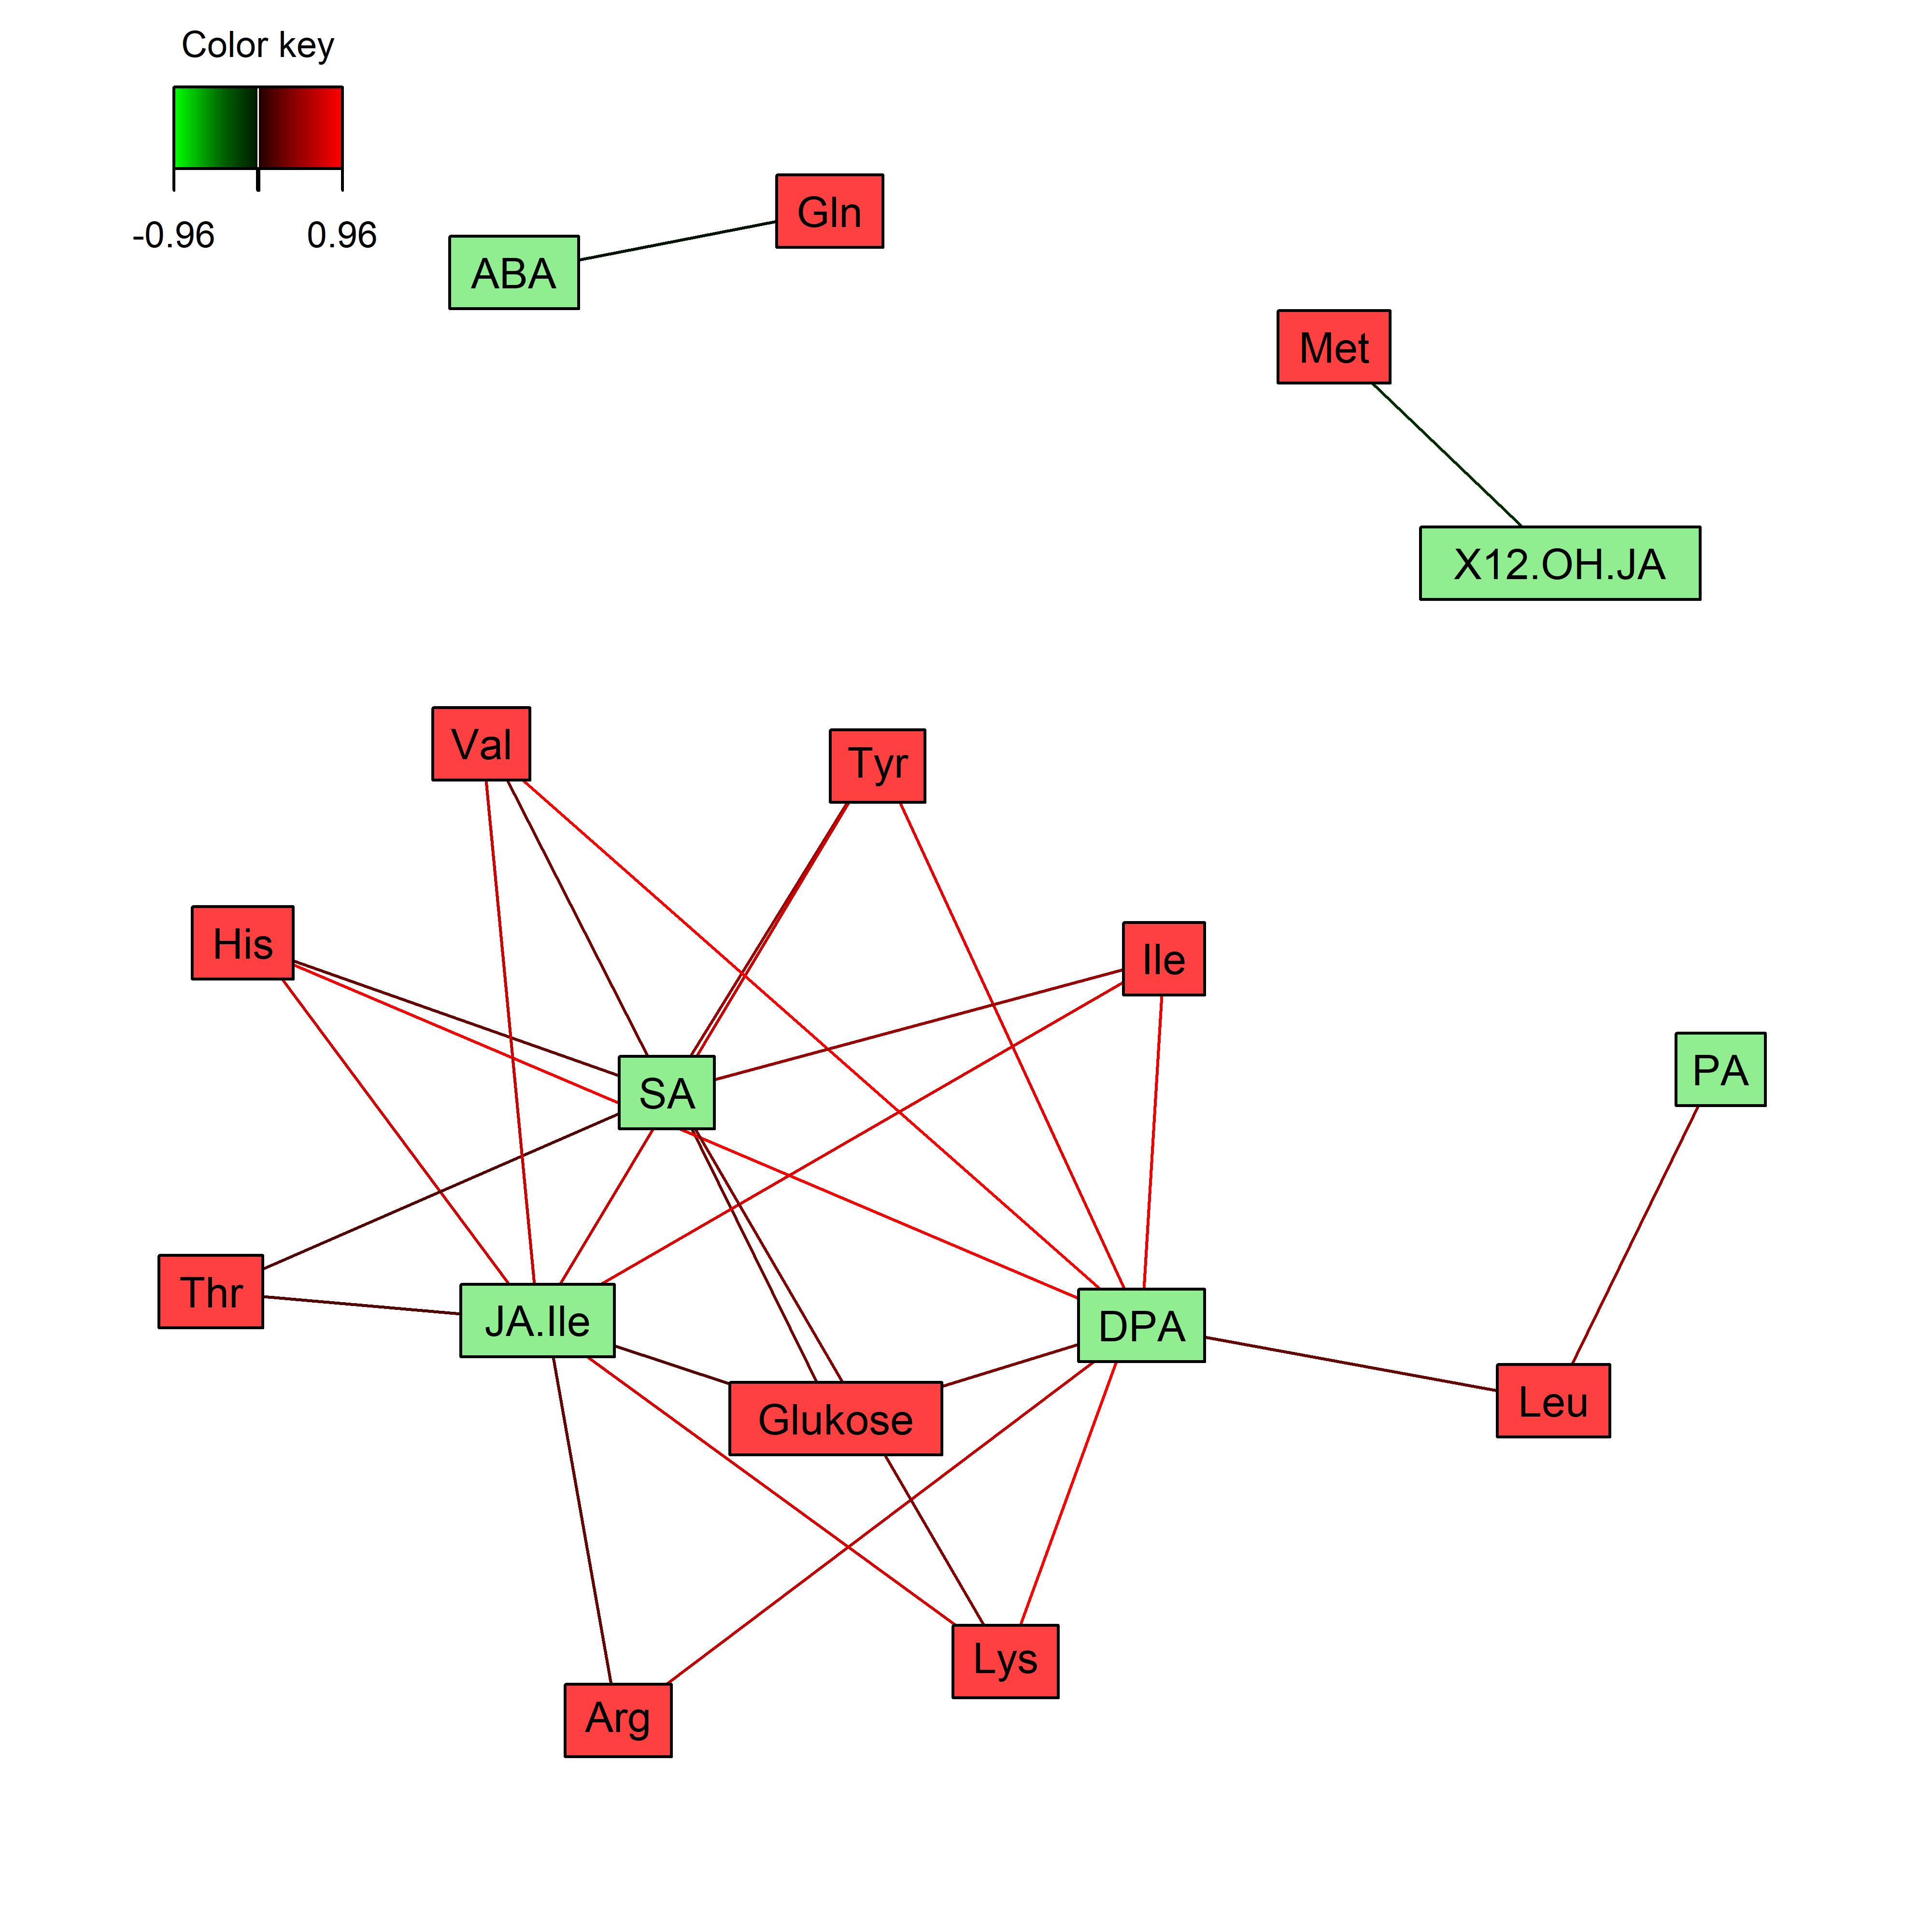 Color key
-0.96 0.96
Gln
ABA
Met
X12.OH.JA
Val
Tyr
His
Ile
PA
SA
Thr
JA.Ile
DPA
Leu
Glukose
Lys
Arg